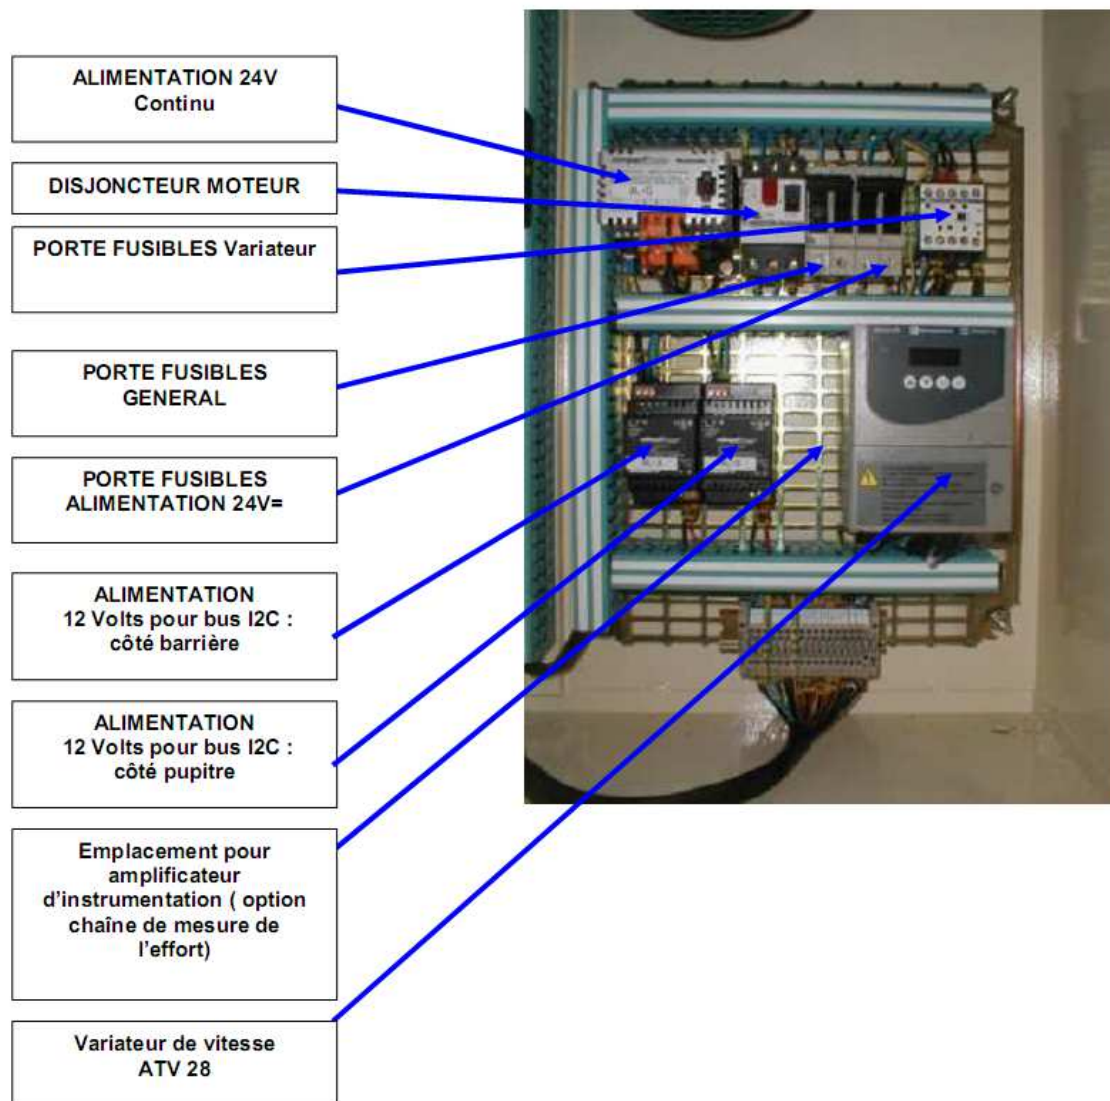 ALIMENTATION 24V
Continu
DISJONCTEUR MOTEUR
PORTE FUSIBLES Variateur
PORTE FUSIBLES
GENERAL
PORTE FUSIBLES
ALIMENTATION 24V=
ALIMENTATION
12 Volts pour bus I2C :
côté barrière
ALIMENTATION
12 Volts pour bus I2C :
côté pupitre
Emplacement pour
amplificateur
d'instrumentation ( option
chaîne de mesure de
l'effort)
Variateur de vitesse
ATV 28